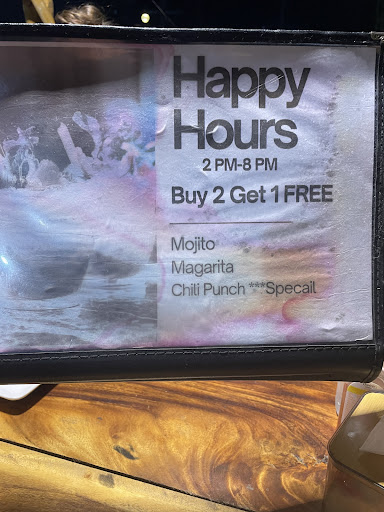 Happy
Hours
2 PM-8 PM
Buy 2 Get 1 FREE
Mojito
Magarita
Chili Punch ***Specail